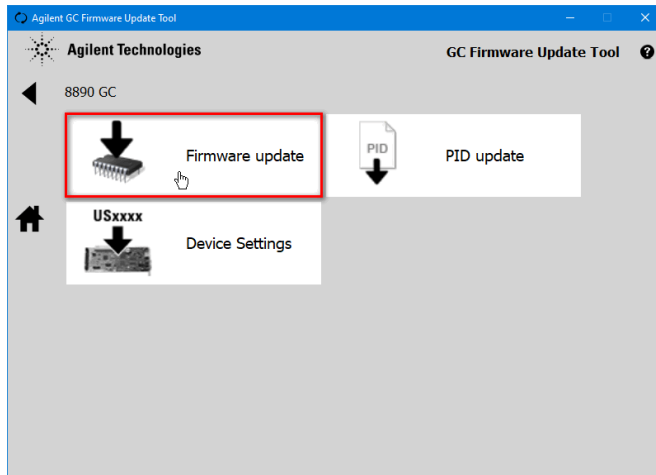 Agilent GC Firmware Update Tool
Agilent Technologies
GC Firmware Update Tool ?
8890 GC
Firmware update
PID
PID update
USxxxx
Device Settings